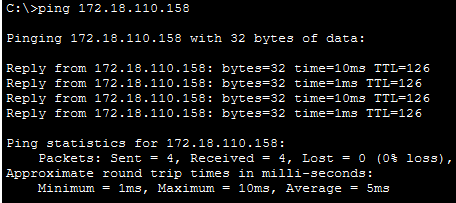 C:\>ping 172.18.110.158
Pinging 172.18.110.158 with 32 bytes of data:
Reply from 172.18.110.158: bytes=32 time=10ms TTL=126
Reply from 172.18.110.158: bytes=32 time=1ms TTL=126
Reply from 172.18.110.158: bytes=32 time=10ms TTL=126
Reply from 172.18.110.158: bytes=32 time=1ms TTL=126
Ping statistics for 172.18.110.158:
Packets: Sent = 4, Received = 4, Lost = 0 (0% loss),
Approximate round trip times in milli-seconds:
Minimum = 1ms, Maximum = 10ms, Average = 5ms